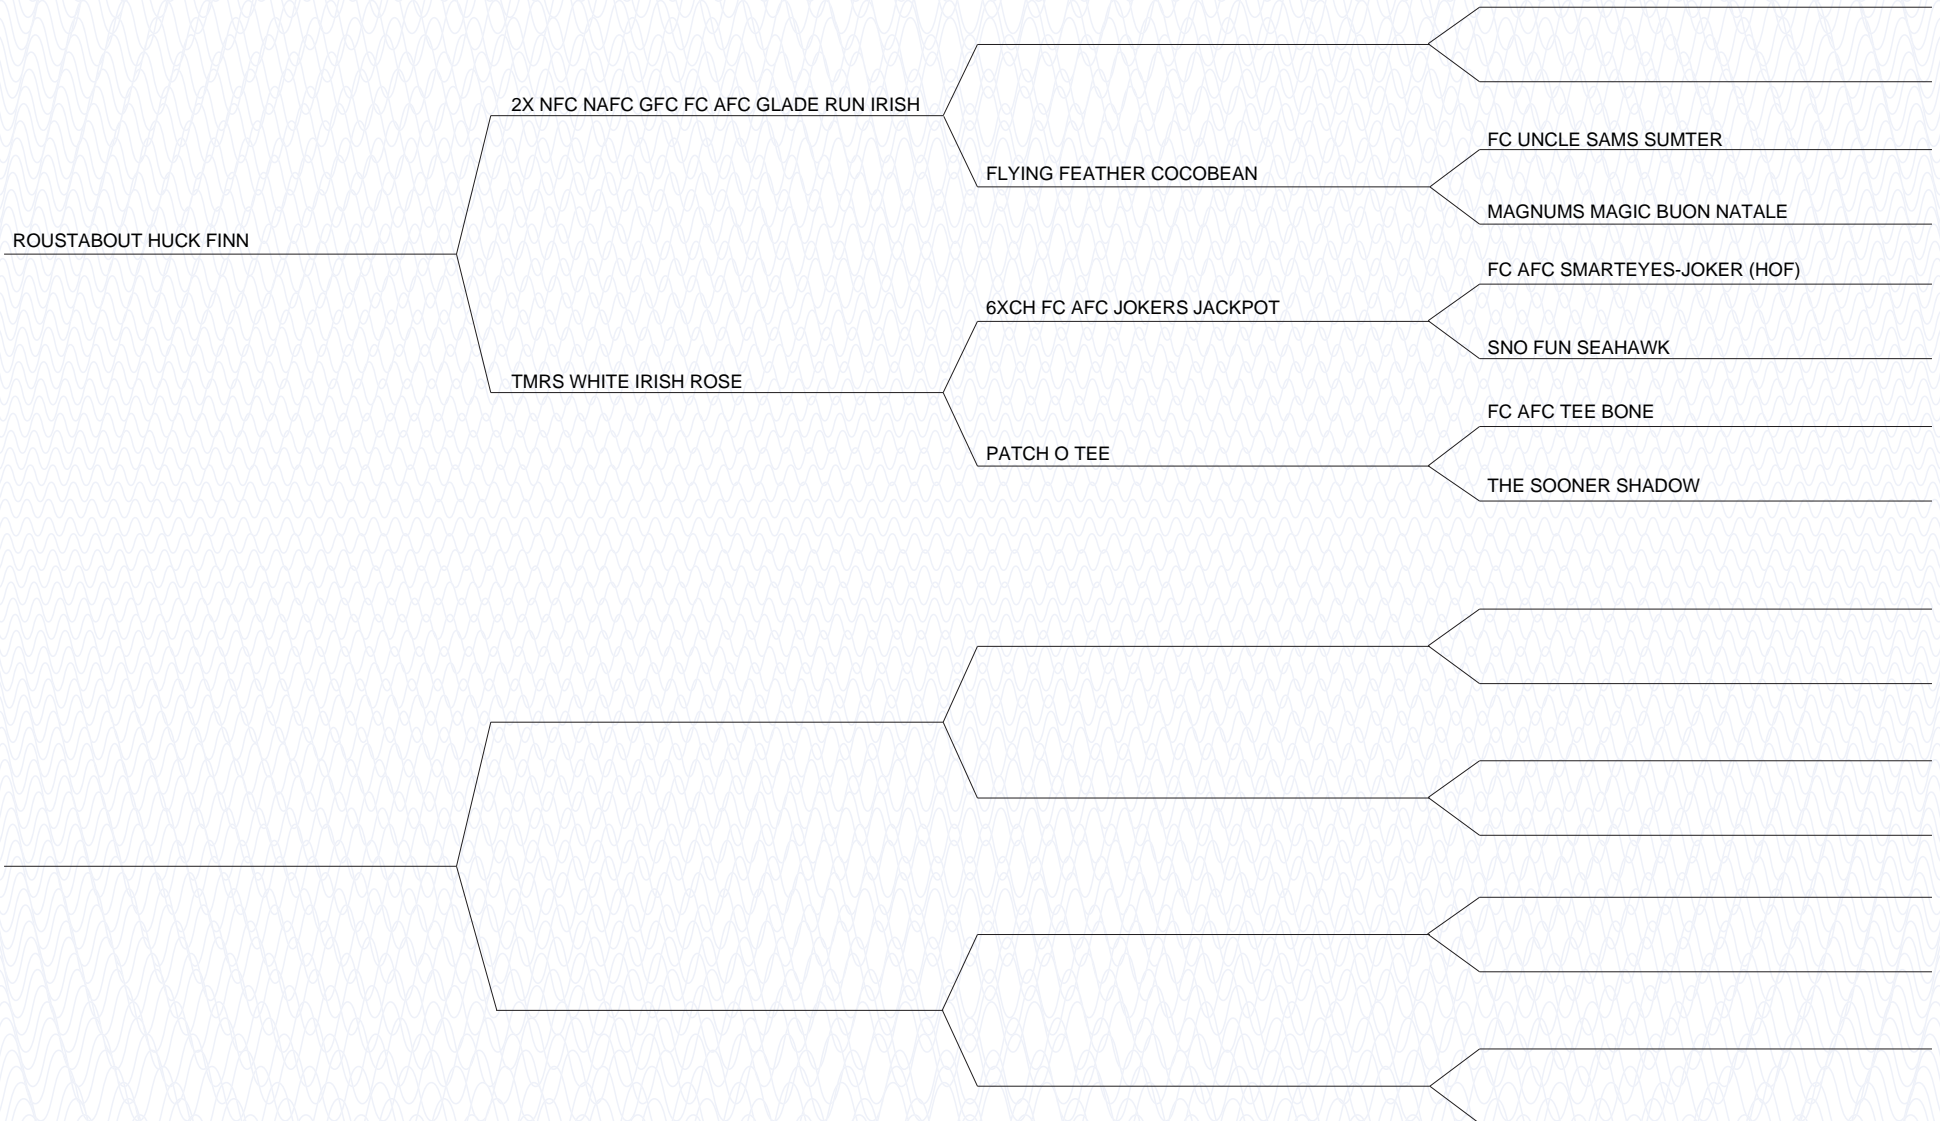 2X NFC NAFC GFC FC AFC GLADE RUN IRISH
FC UNCLE SAMS SUMTER
FLYING FEATHER COCOBEAN
MAGNUMS MAGIC BUON NATALE
ROUSTABOUT HUCK FINN
FC AFC SMARTEYES-JOKER (HOF)
6XCH FC AFC JOKERS JACKPOT
SNO FUN SEAHAWK
TMRS WHITE IRISH ROSE
FC AFC TEE BONE
PATCH O TEE
THE SOONER SHADOW